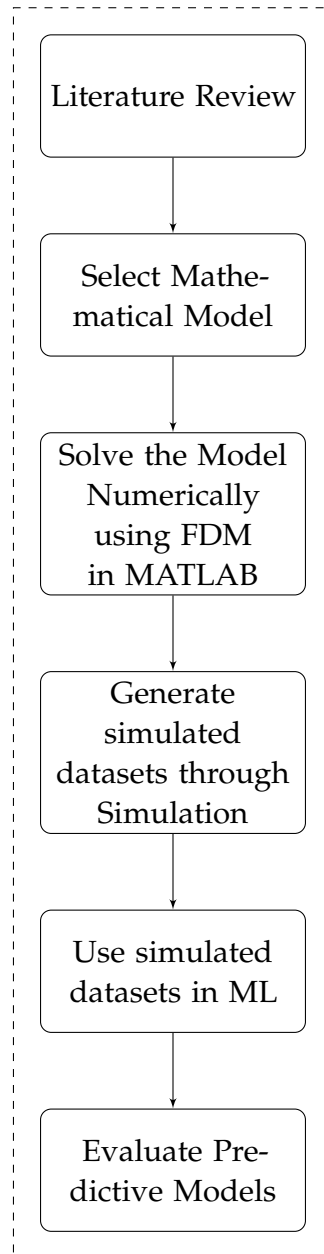 Literature Review
Select Mathe-
matical Model
Solve the Model
Numerically
using FDM
in MATLAB
Generate
simulated
datasets through
Simulation
Use simulated
datasets in ML
Evaluate Pre-
dictive Models